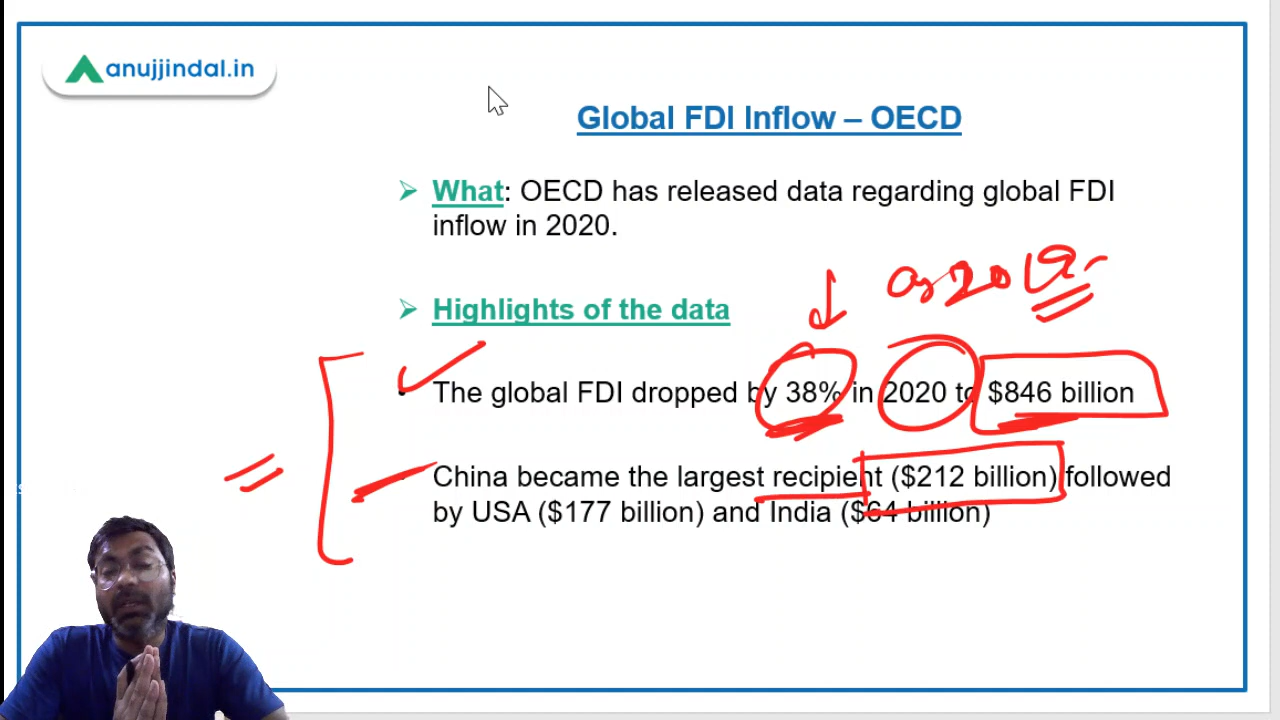 anujjindal.in
Global FDI Inflow – OECD
What: OECD has released data regarding global FDI
inflow in 2020.
2019
Highlights of the data
• The global FDI dropped by 38% in 2020 to $846 billion
China became the largest recipient ($212 billion) followed
by USA ($177 billion) and India ($64 billion)